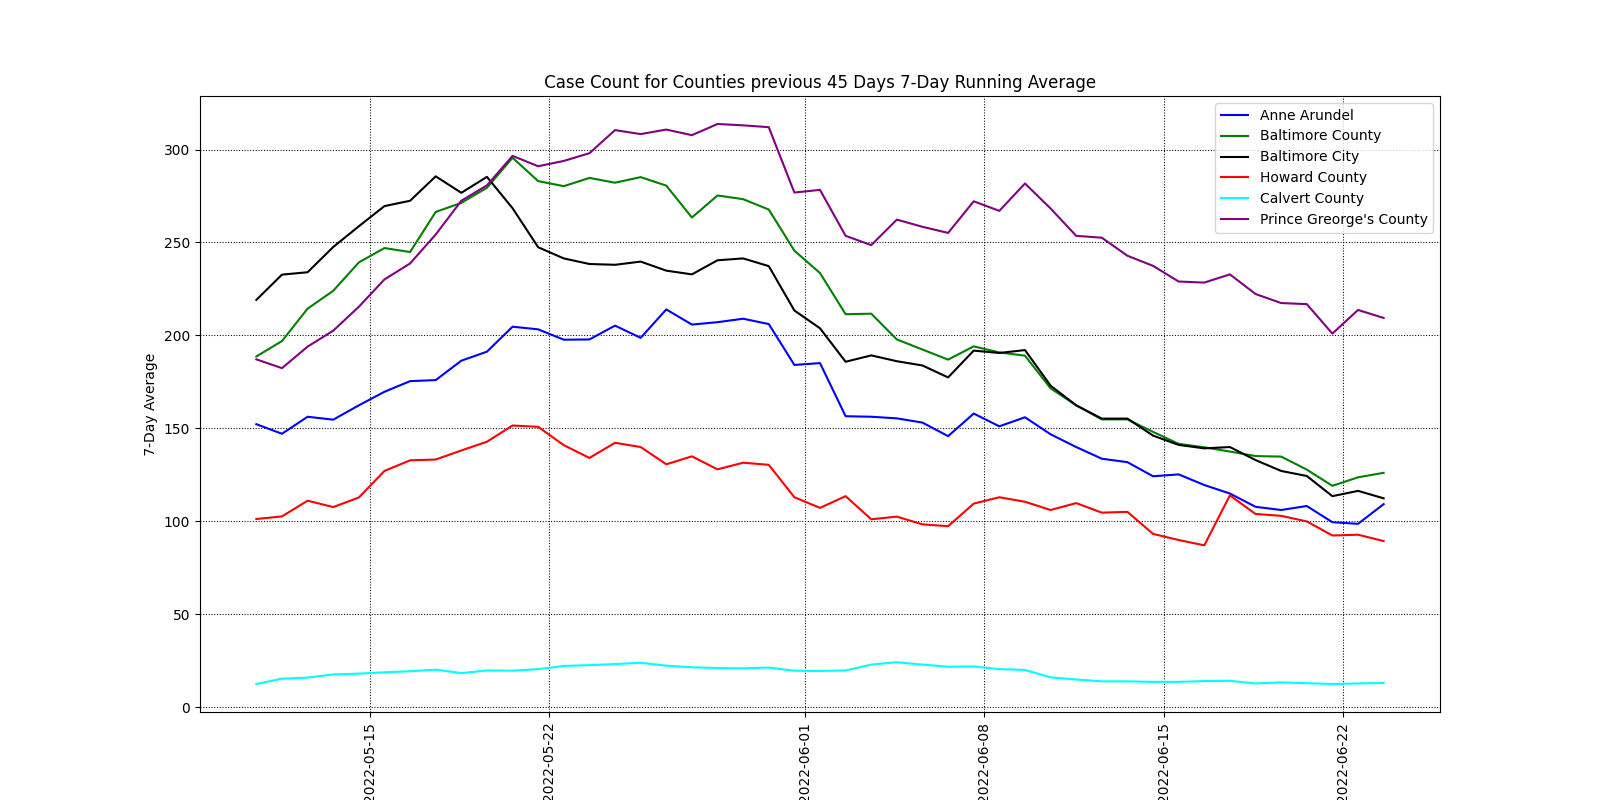 Case Count for Counties previous 45 Days 7-Day Running Average
Anne Arundel
Baltimore County
Baltimore City
Howard County
Calvert County
Prince Greorge's County
7-Day Average
300
250
200
150
100
50
0
2022-05-15
2022-05-22
2022-06-01
2022-06-08
2022-06-15
2022-06-22